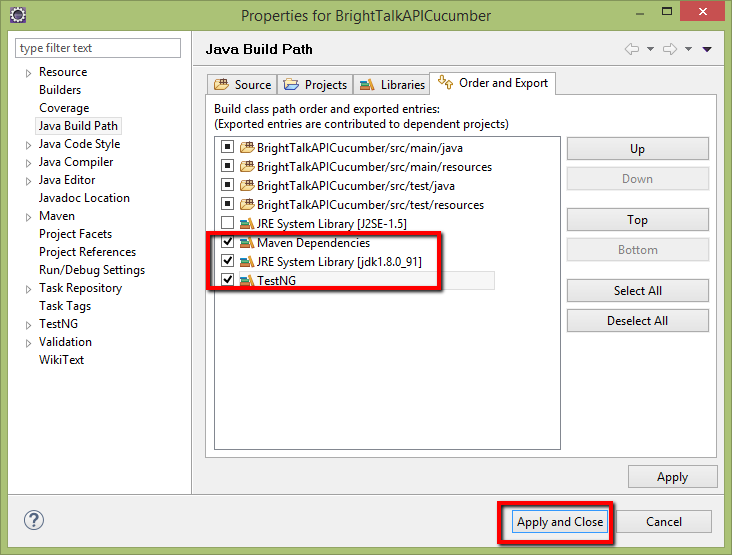 Properties for BrightTalkAPICucumber
type filter text
Resource
Builders
Coverage
Java Build Path
Java Code Style
Java Compiler
Java Editor
Javadoc Location
Maven
Project Facets
Project References
Run/Debug Settings
Task Repository
Task Tags
TestNG
Validation
WikiText
Java Build Path
Source
Projects
Libraries
Order and Export
Build class path order and exported entries:
(Exported entries are contributed to dependent projects)
BrightTalkAPICucumber/src/main/java
BrightTalkAPICucumber/src/main/resources
BrightTalkAPICucumber/src/test/java
BrightTalkAPICucumber/src/test/resources
JRE System Library [J2SE-1.5]
Maven Dependencies
JRE System Library [jdk1.8.0_91]
TestNG
Up
Down
Top
Bottom
Select All
Deselect All
Apply
?
Apply and Close
Cancel